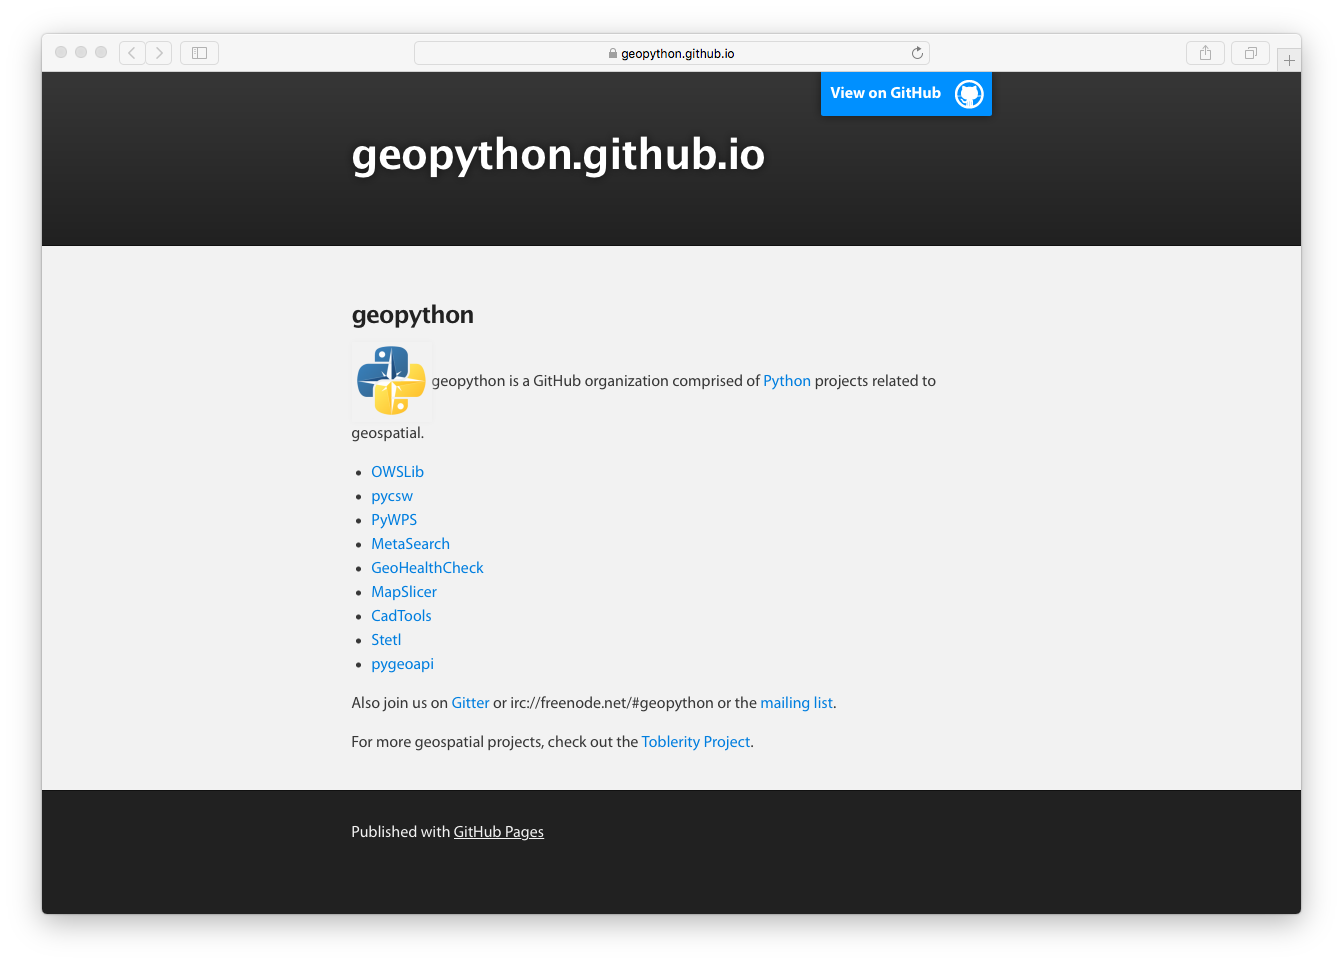 geopython.github.io
View on GitHub
geopython.github.io
geopython
geopython is a GitHub organization comprised of Python projects related to
geospatial.
OWSLib
pycsw
PyWPS
MetaSearch
GeoHealthCheck
MapSlicer
CadTools
Stetl
pygeoapi
Also join us on Gitter or irc://freenode.net/#geopython or the mailing list.
For more geospatial projects, check out the Toblerity Project.
Published with GitHub Pages